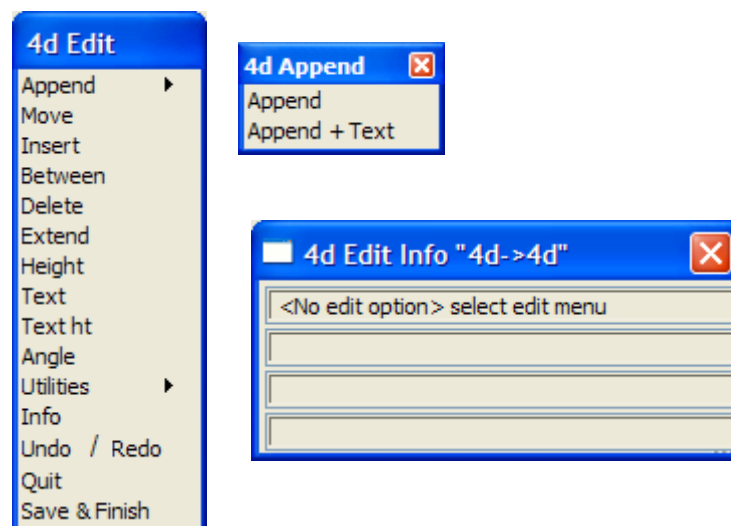 4d Edit
Append
Move
Insert
Between
Delete
Extend
Height
Text
Text ht
Angle
Utilities
Info
Undo / Redo
Quit
Save & Finish
4d Append
Append
Append + Text
4d Edit Info "4d->4d"
<No edit option> select edit menu